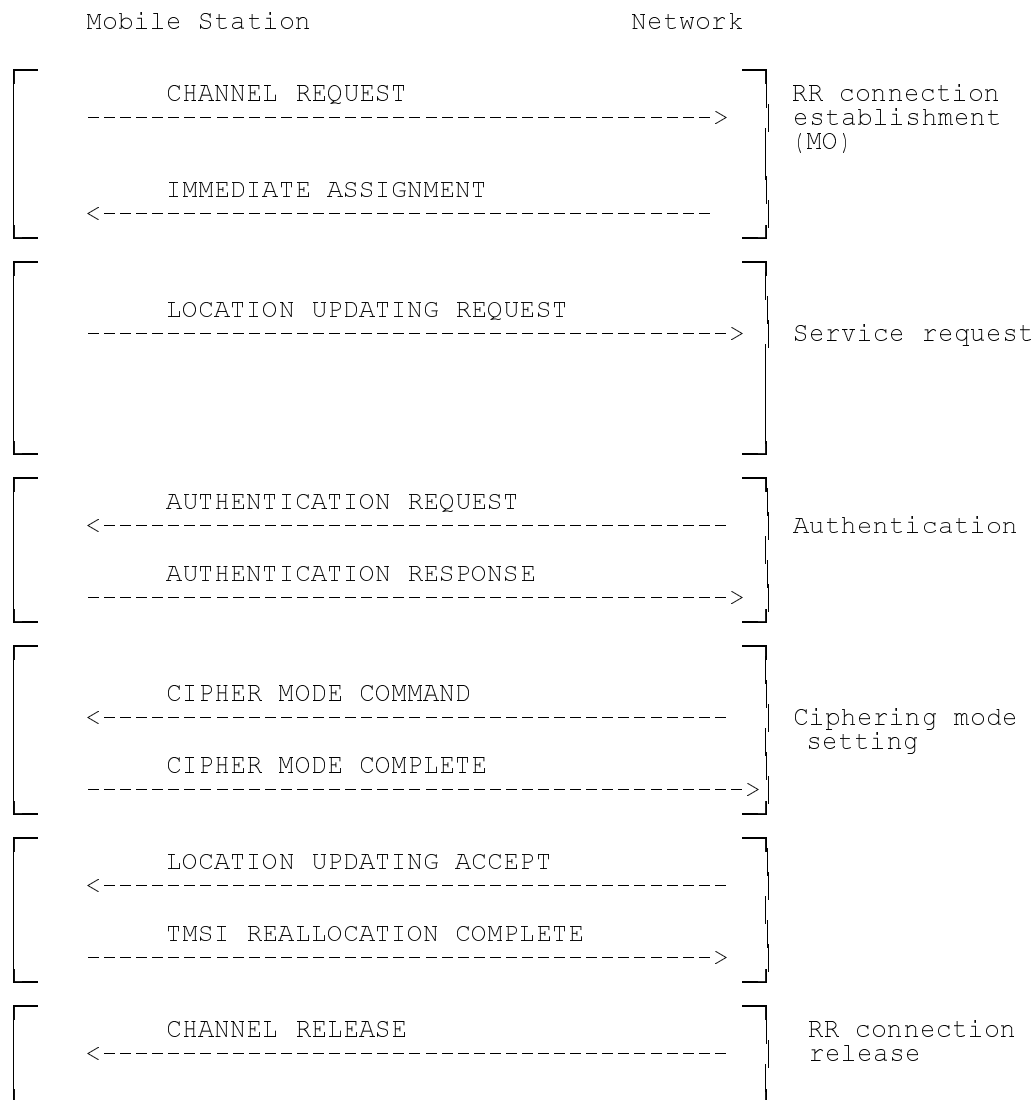 Mobile Station Network
CHANNEL REQUEST RR connection
-----------------------------------------> establishment
(MO)
IMMEDIATE ASSIGNMENT
<---------------------------------------
LOCATION UPDATING REQUEST
-----------------------------------------> Service request
AUTHENTICATION REQUEST
<---------------------------------------- Authentication
AUTHENTICATION RESPONSE
----------------------------------------->
CIPHER MODE COMMAND
<---------------------------------------- Ciphering mode
setting
CIPHER MODE COMPLETE
------------------------------------------>
LOCATION UPDATING ACCEPT
<----------------------------------------
TMSI REALLOCATION COMPLETE
---------------------------------------->
CHANNEL RELEASE RR connection
<---------------------------------------- release